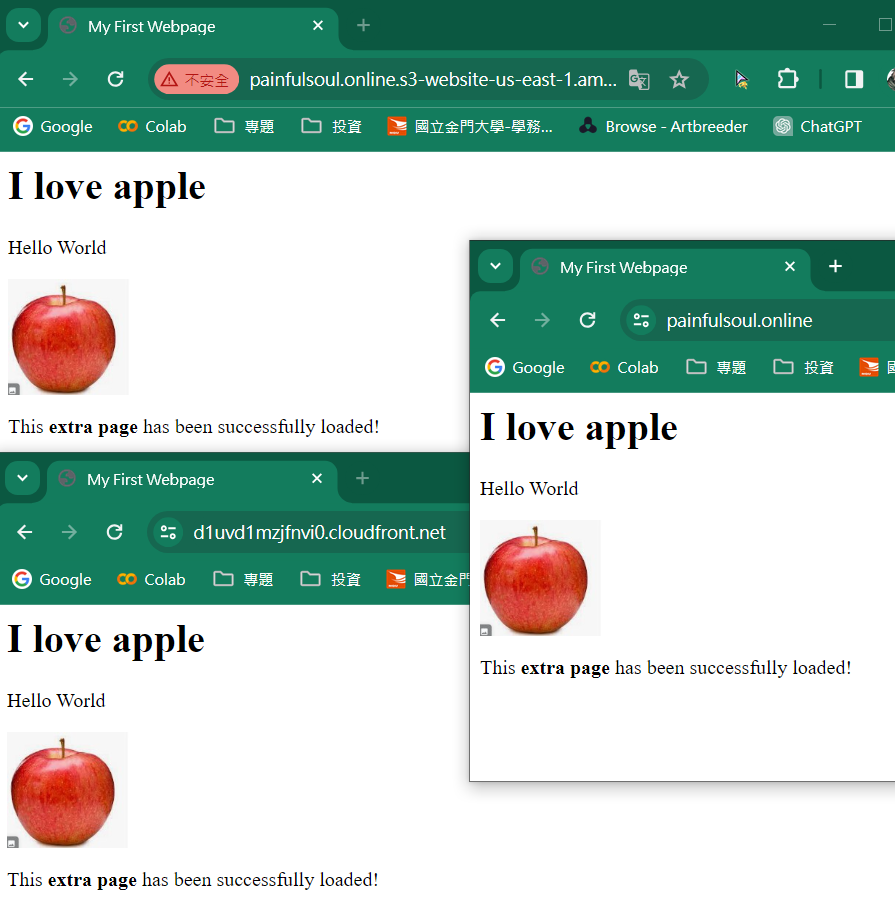 My First Webpage
不安全 painfulsoul.online.s3-website-us-east-1.am...
Google Colab 專題 投資 國立金門大學-學務... Browse - Artbreeder ChatGPT
I love apple
Hello World
This extra page has been successfully loaded!
My First Webpage
painfulsoul.online
Google Colab 專題 投資
I love apple
Hello World
This extra page has been successfully loaded!
My First Webpage
d1uvd1mzjfnvi0.cloudfront.net
Google Colab 專題 投資 國立金門
I love apple
Hello World
This extra page has been successfully loaded!